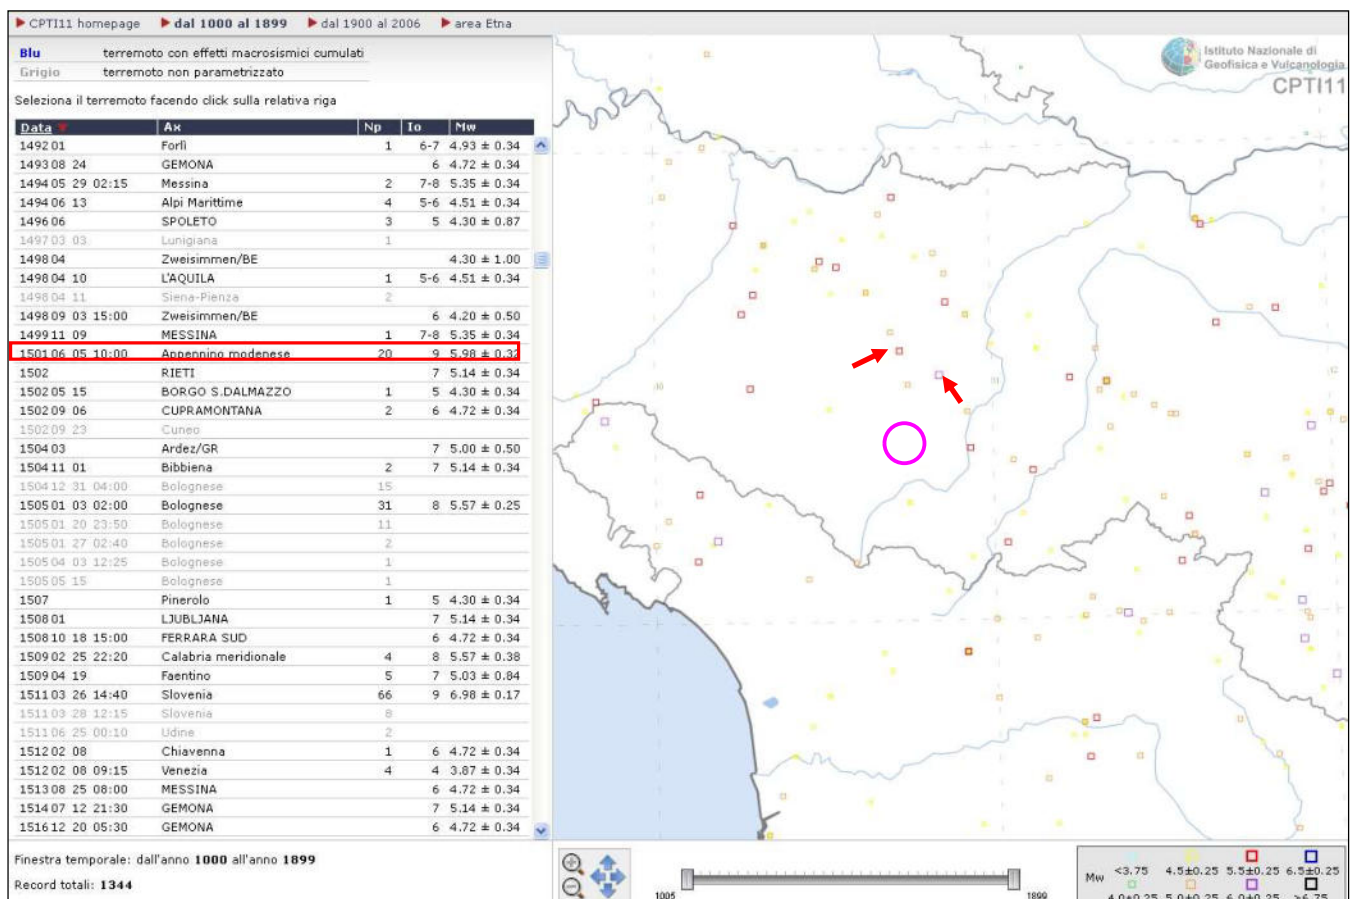 CPTI11 homepage dal 1000 al 1899 dal 1900 al 2006 area Etna
Blu terremoto con effetti macrosismici cumulati
Grigio terremoto non parametrizzato
Seleziona il terremoto facendo click sulla relativa riga
Data Ax Np Io Mw
1492 01 Forlì 1 6-7 4.93 ± 0.34
1493 08 24 GEMONA 6 4.72 ± 0.34
1494 05 29 02:15 Messina 2 7-8 5.35 ± 0.34
1494 06 13 Alpi Marittime 4 5-6 4.51 ± 0.34
1496 06 SPOLETO 3 5 4.30 ± 0.87
1497 03 03 Lunigiana 1
1498 04 Zweisimmen/BE 4.30 ± 1.00
1498 04 10 L'AQUILA 1 5-6 4.51 ± 0.34
1498 04 11 Siena-Pienza 2
1498 09 03 15:00 Zweisimmen/BE 6 4.20 ± 0.50
1499 11 09 MESSINA 1 7-8 5.35 ± 0.34
1501 06 05 10:00 Appennino modenese 20 9 5.98 ± 0.32
1502 RIETI 7 5.14 ± 0.34
1502 05 15 BORGO S.DALMAZZO 1 5 4.30 ± 0.34
1502 09 06 CUPRAMONTANA 2 6 4.72 ± 0.34
1502 09 23 Cuneo
1504 03 Ardez/GR 7 5.00 ± 0.50
1504 11 01 Bibbiena 2 7 5.14 ± 0.34
1504 12 31 04:00 Bolognese 15
1505 01 03 02:00 Bolognese 31 8 5.57 ± 0.25
1505 01 20 23:50 Bolognese 11
1505 01 27 02:40 Bolognese 2
1505 04 03 12:25 Bolognese 1
1505 05 15 Bolognese 1
1507 Pinerolo 1 5 4.30 ± 0.34
1508 01 LJUBLJANA 7 5.14 ± 0.34
1508 10 18 15:00 FERRARA SUD 6 4.72 ± 0.34
1509 02 25 22:20 Calabria meridionale 4 8 5.57 ± 0.38
1509 04 19 Faentino 5 7 5.03 ± 0.84
1511 03 26 14:40 Slovenia 66 9 6.98 ± 0.17
1511 03 28 12:15 Slovenia 8
1511 06 25 00:10 Udine 2
1512 02 08 Chiavenna 1 6 4.72 ± 0.34
1512 02 08 09:15 Venezia 4 4 3.87 ± 0.34
1513 08 25 08:00 MESSINA 6 4.72 ± 0.34
1514 07 12 21:30 GEMONA 7 5.14 ± 0.34
1516 12 20 05:30 GEMONA 6 4.72 ± 0.34
Finestra temporale: dall'anno 1000 all'anno 1899
Record totali: 1344
Istituto Nazionale di
Geofisica e Vulcanologia
CPTI11
10
11
1005 1899
Mw <3.75 4.5±0.25 5.5±0.25 6.5±0.25
4.0±0.25 5.0±0.25 6.0±0.25 >6.75